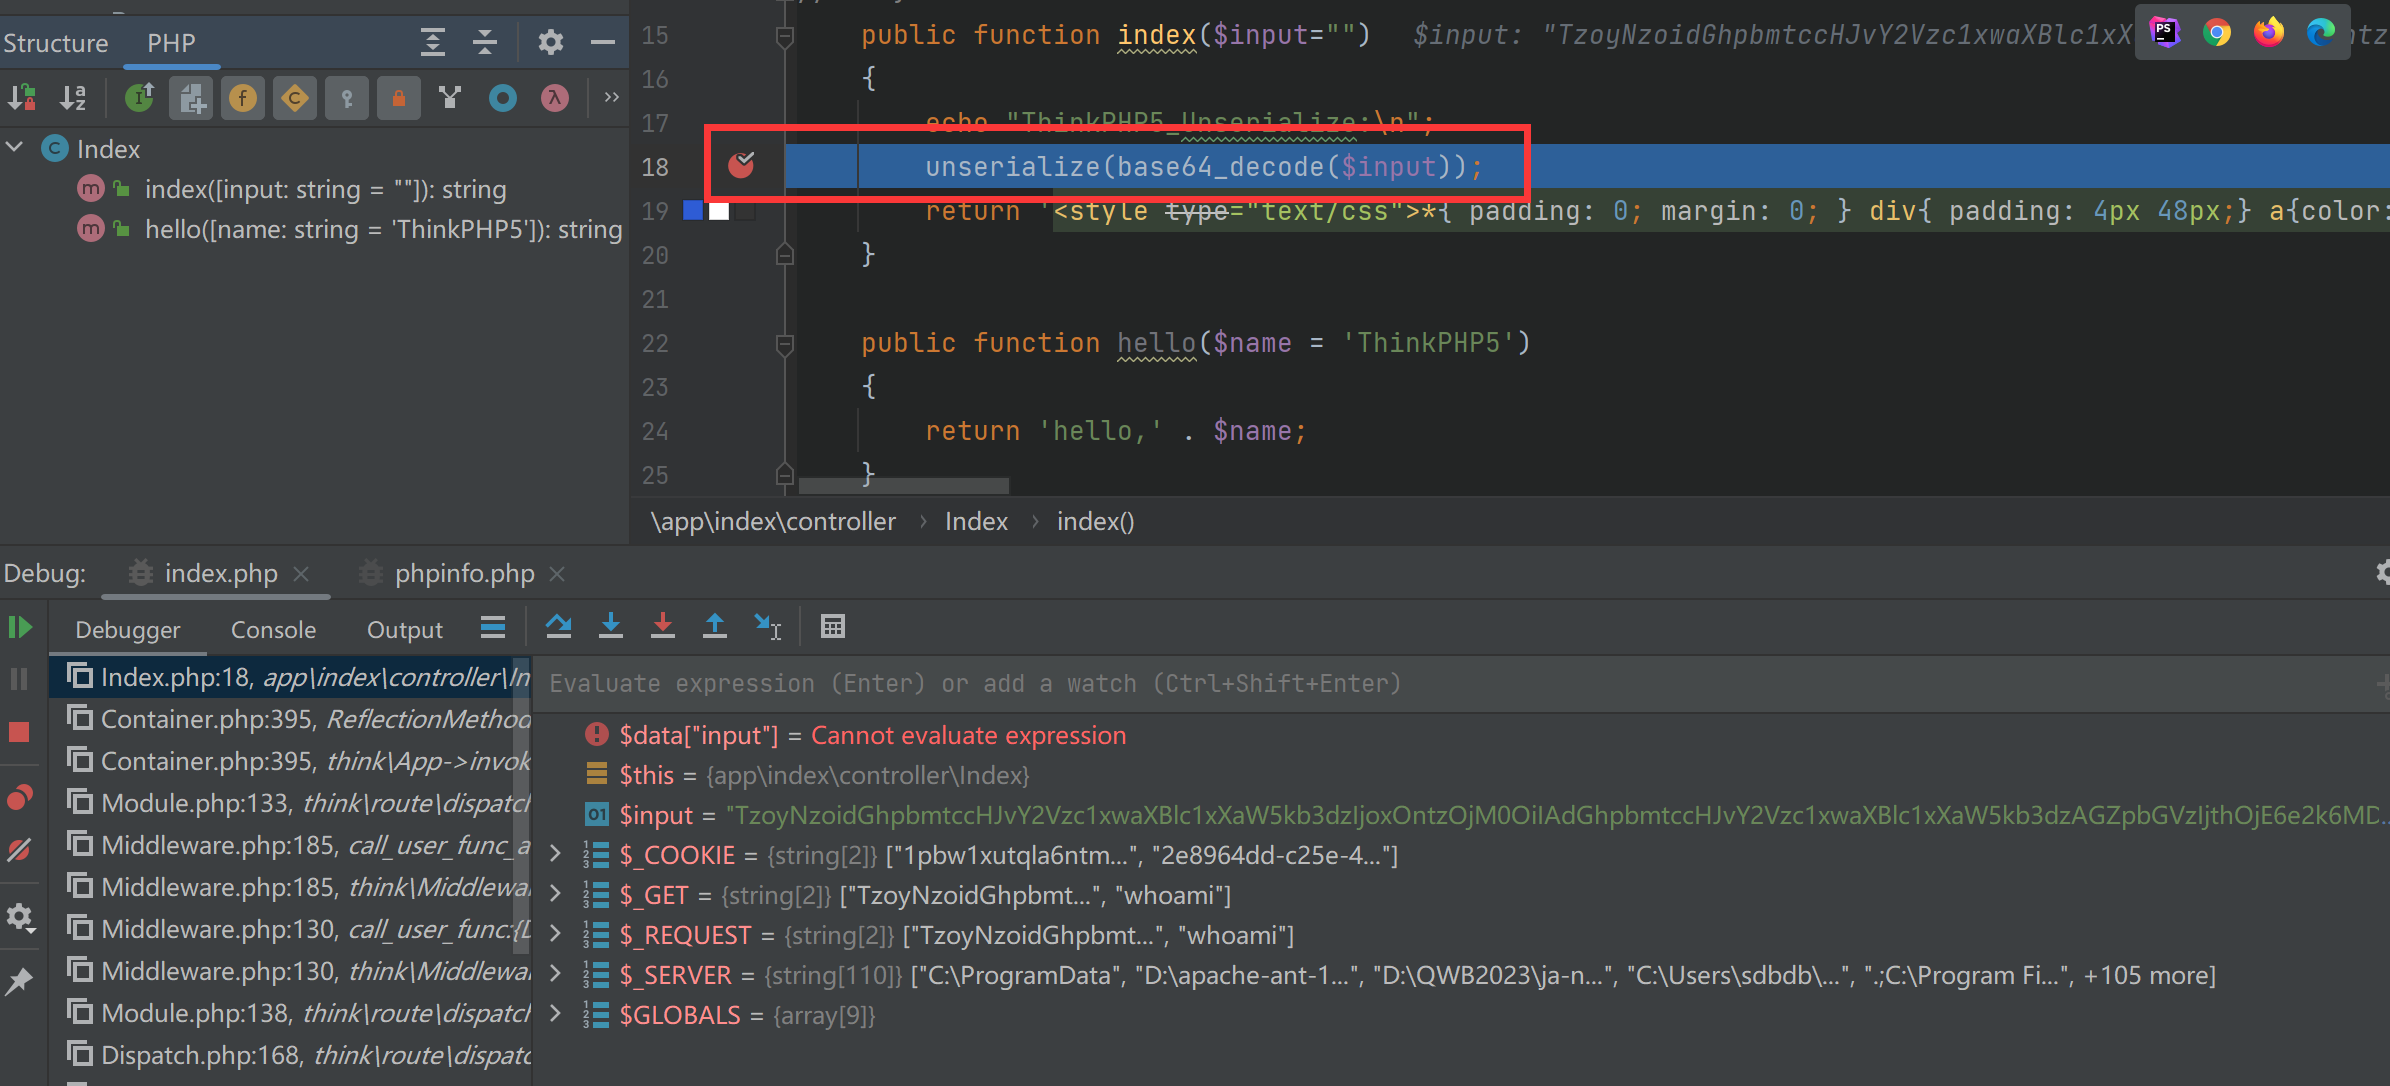 Structure PHP
Index
index([input: string = ""]): string
hello([name: string = 'ThinkPHP5']): string
15 public function index($input="") $input: "TzoyNzoidGhpbmtccHJvY2Vzc1xwaXBlc1xX
16 {
17 echo "ThinkPHP5_Unserialize:\n";
18 unserialize(base64_decode($input));
19 return '<style type="text/css">*{ padding: 0; margin: 0; } div{ padding: 4px 48px;} a{color:
20 }
21
22 public function hello($name = 'ThinkPHP5')
23 {
24 return 'hello,' . $name;
25 }
\app\index\controller › Index › index()
Debug: index.php phpinfo.php
Debugger Console Output
Index.php:18, app\index\controller\In
Container.php:395, ReflectionMethod
Container.php:395, think\App->invok
Module.php:133, think\route\dispatch
Middleware.php:185, call_user_func_a
Middleware.php:185, think\Middlewa
Middleware.php:130, call_user_func:{
Middleware.php:130, think\Middlewa
Module.php:138, think\route\dispatch
Dispatch.php:168, think\route\dispatc
Evaluate expression (Enter) or add a watch (Ctrl+Shift+Enter)
$data["input"] = Cannot evaluate expression
$this = {app\index\controller\Index}
$input = "TzoyNzoidGhpbmtccHJvY2Vzc1xwaXBlc1xXaW5kb3dzIjoxOntzOjM0OiIAdGhpbmtccHJvY2Vzc1xwaXBlc1xXaW5kb3dzAGZpbGVzIjthOjE6e2k6MD...
$_COOKIE = {string[2]} ["1pbw1xutqla6ntm...", "2e8964dd-c25e-4..."]
$_GET = {string[2]} ["TzoyNzoidGhpbmt...", "whoami"]
$_REQUEST = {string[2]} ["TzoyNzoidGhpbmt...", "whoami"]
$_SERVER = {string[110]} ["C:\ProgramData", "D:\apache-ant-1...", "D:\QWB2023\ja-n...", "C:\Users\sdbdb\...", ".;C:\Program Fi...", +105 more]
$GLOBALS = {array[9]}